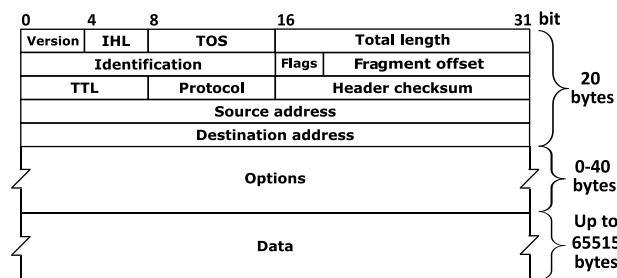 0 4 8 16 31 bit
Version IHL TOS Total length
Identification Flags Fragment offset
TTL Protocol Header checksum
Source address
Destination address
20
bytes
Options
0-40
bytes
Data
Up to
65515
bytes